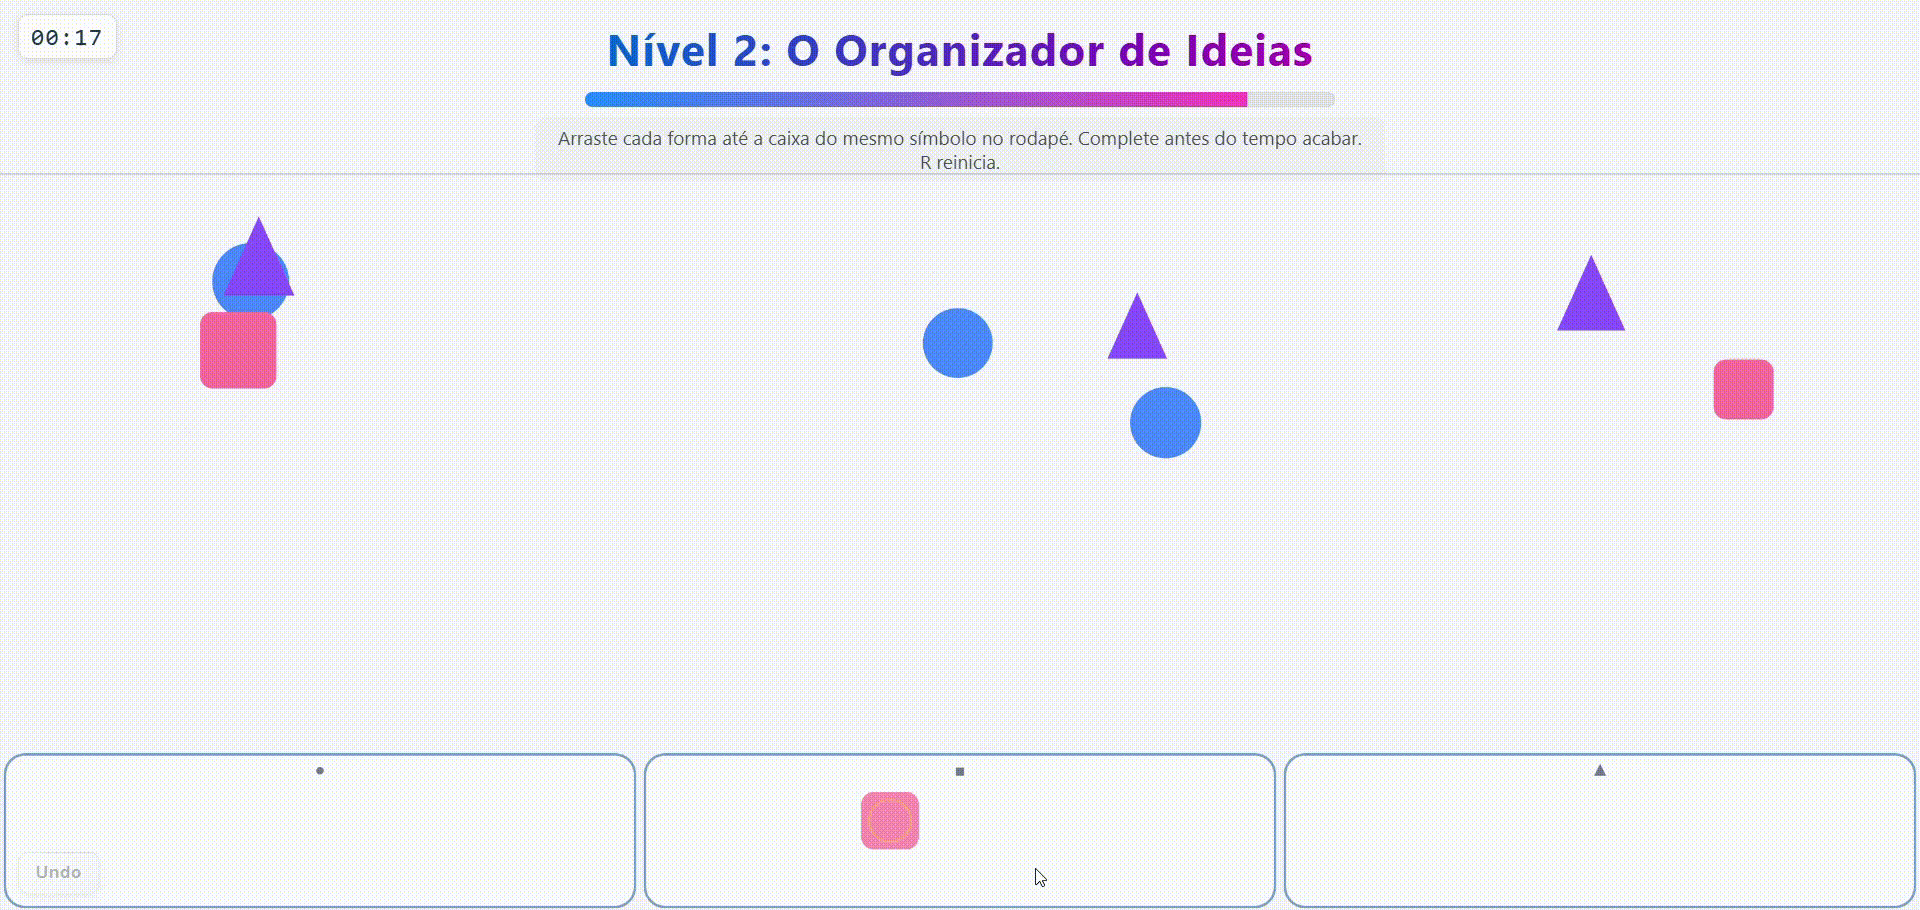 00:17
Nível 2: O Organizador de Ideias
Arraste cada forma até a caixa do mesmo símbolo no rodapé. Complete antes do tempo acabar.
R reinicia.
Undo